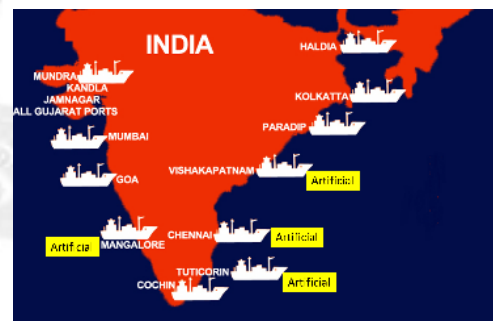 INDIA
HALDIA
MUNDRA
KANDLA
JAMNAGAR
ALL GUJARAT PORTS
KOLKATTA
PARADIP
MUMBAI
VISHAKAPATNAM
Artificial
GOA
CHENNAI
Artificial
Artificial
MANGALORE
TUTICORIN
Artificial
COCHIN